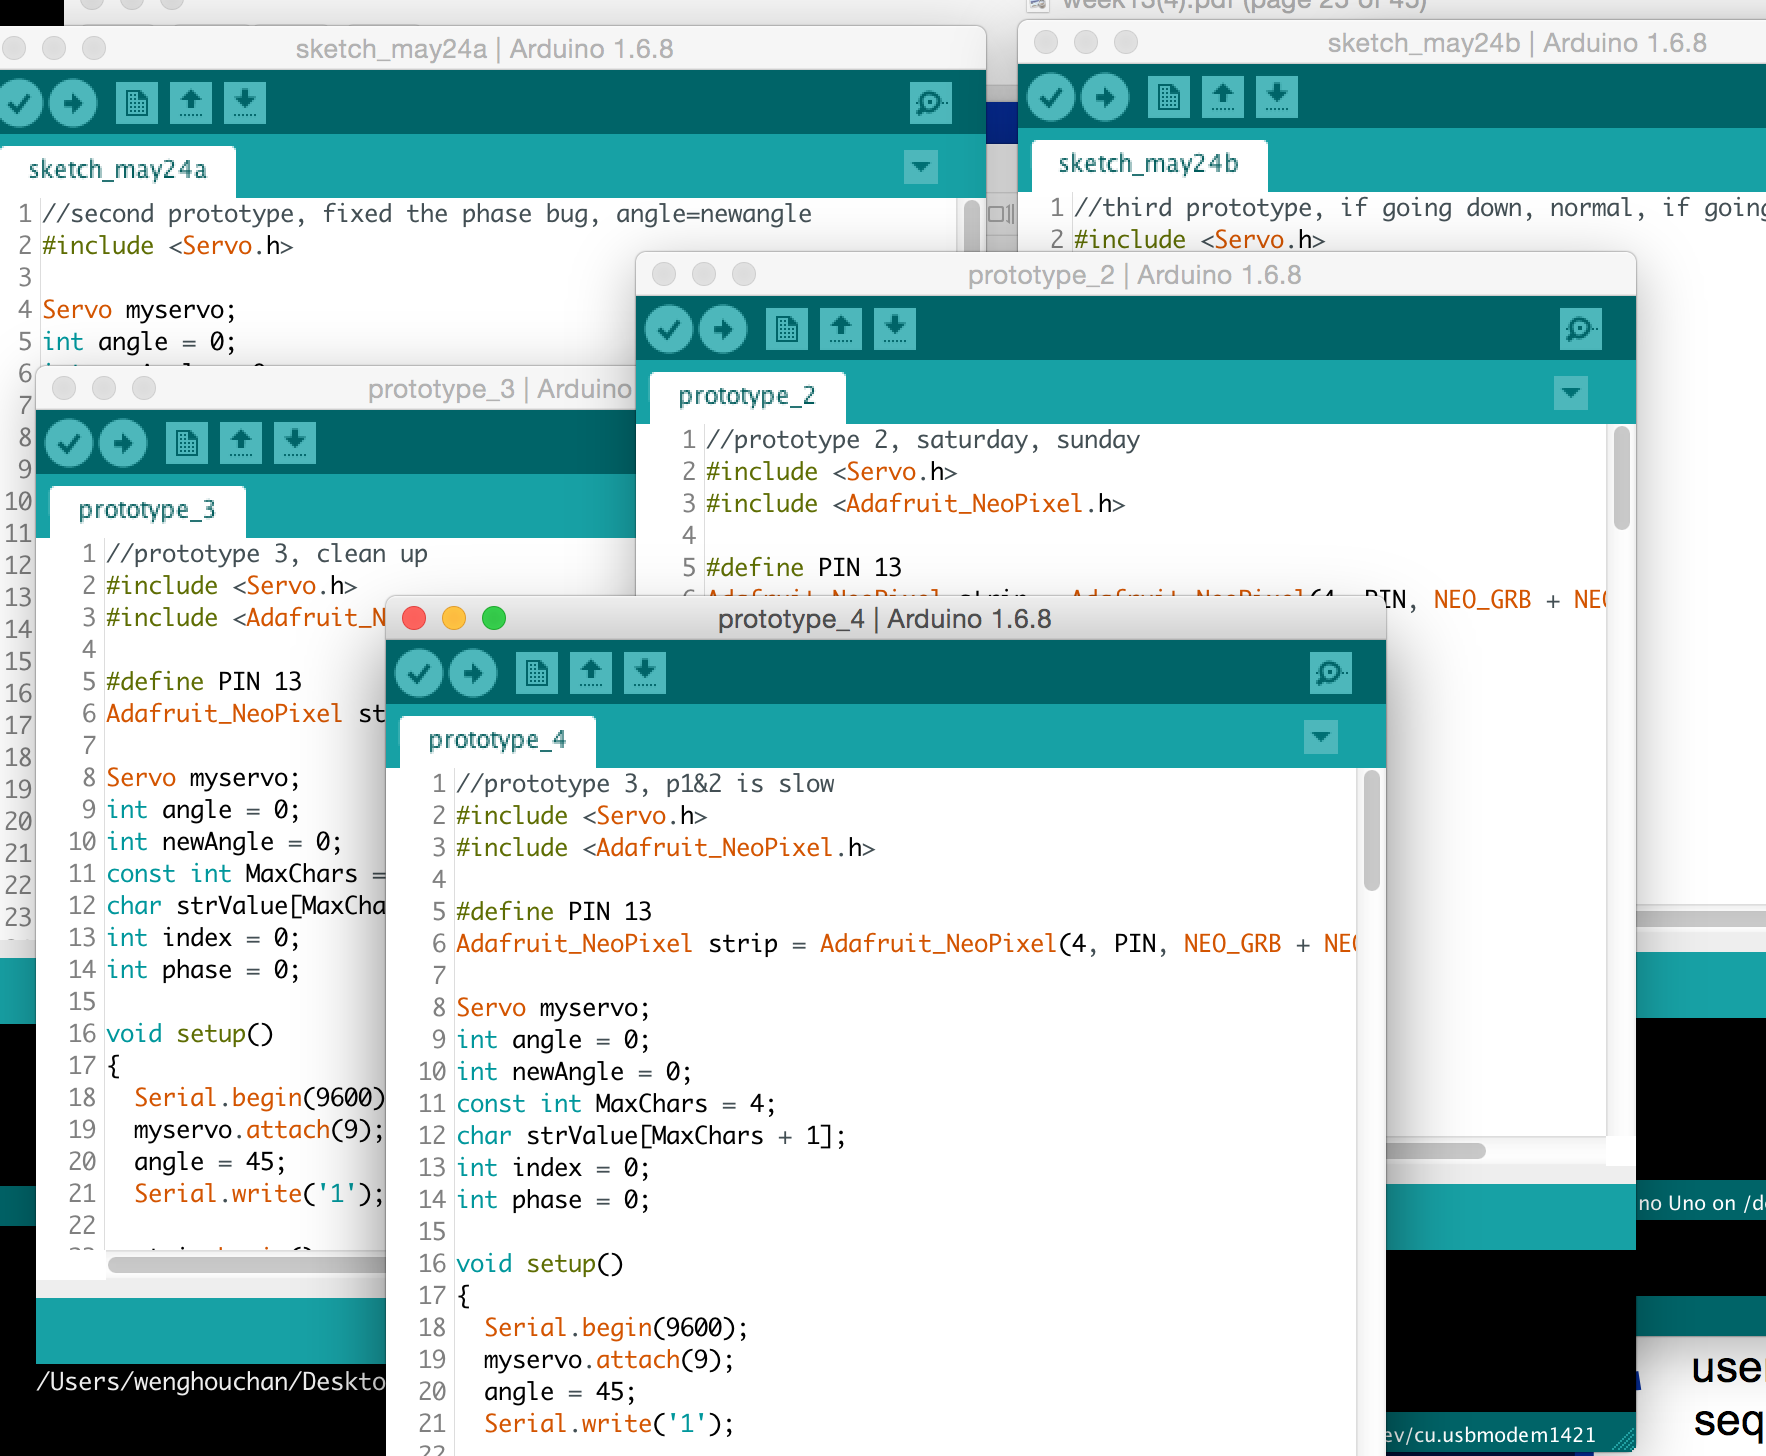 week13(4).pdf (page 25 of 45)
sketch_may24a | Arduino 1.6.8
sketch_may24a
1 //second prototype, fixed the phase bug, angle=newangle
2 #include <Servo.h>
3
4 Servo myservo;
5 int angle = 0;
6
7
8
9
10
11
12
13
14
15
16
17
18
19
20
21
22
23
sketch_may24b | Arduino 1.6.8
sketch_may24b
1 //third prototype, if going down, normal, if going
2 #include <Servo.h>
prototype_2 | Arduino 1.6.8
prototype_2
1 //prototype 2, saturday, sunday
2 #include <Servo.h>
3 #include <Adafruit_NeoPixel.h>
4
5 #define PIN 13
6 Adafruit_NeoPixel strip = Adafruit_NeoPixel(4, PIN, NEO_GRB + NEO
prototype_3 | Arduino
prototype_3
1 //prototype 3, clean up
2 #include <Servo.h>
3 #include <Adafruit_N
4
5 #define PIN 13
6 Adafruit_NeoPixel st
7
8 Servo myservo;
9 int angle = 0;
10 int newAngle = 0;
11 const int MaxChars =
12 char strValue[MaxCha
13 int index = 0;
14 int phase = 0;
15
16 void setup()
17 {
18 Serial.begin(9600)
19 myservo.attach(9);
20 angle = 45;
21 Serial.write('1');
22
/Users/wenghouchan/Deskto
prototype_4 | Arduino 1.6.8
prototype_4
1 //prototype 3, p1&2 is slow
2 #include <Servo.h>
3 #include <Adafruit_NeoPixel.h>
4
5 #define PIN 13
6 Adafruit_NeoPixel strip = Adafruit_NeoPixel(4, PIN, NEO_GRB + NEO
7
8 Servo myservo;
9 int angle = 0;
10 int newAngle = 0;
11 const int MaxChars = 4;
12 char strValue[MaxChars + 1];
13 int index = 0;
14 int phase = 0;
15
16 void setup()
17 {
18 Serial.begin(9600);
19 myservo.attach(9);
20 angle = 45;
21 Serial.write('1');
22
no Uno on /d
use
seq
ev/cu.usbmodem1421